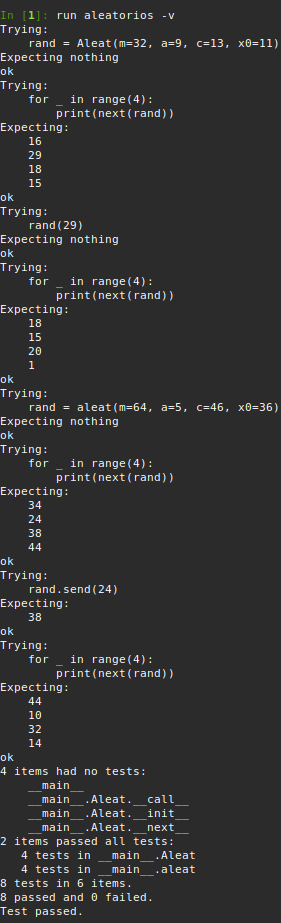 In [1]: run aleatorios -v
Trying:
    rand = Aleat(m=32, a=9, c=13, x0=11)
Expecting nothing
ok
Trying:
    for _ in range(4):
        print(next(rand))
Expecting:
    16
    29
    18
    15
ok
Trying:
    rand(29)
Expecting nothing
ok
Trying:
    for _ in range(4):
        print(next(rand))
Expecting:
    18
    15
    20
    1
ok
Trying:
    rand = aleat(m=64, a=5, c=46, x0=36)
Expecting nothing
ok
Trying:
    for _ in range(4):
        print(next(rand))
Expecting:
    34
    24
    38
    44
ok
Trying:
    rand.send(24)
Expecting:
    38
ok
Trying:
    for _ in range(4):
        print(next(rand))
Expecting:
    44
    10
    32
    14
ok
4 items had no tests:
    __main__
    __main__.Aleat.__call__
    __main__.Aleat.__init__
    __main__.Aleat.__next__
2 items passed all tests:
   4 tests in __main__.Aleat
   4 tests in __main__.aleat
8 tests in 6 items.
8 passed and 0 failed.
Test passed.